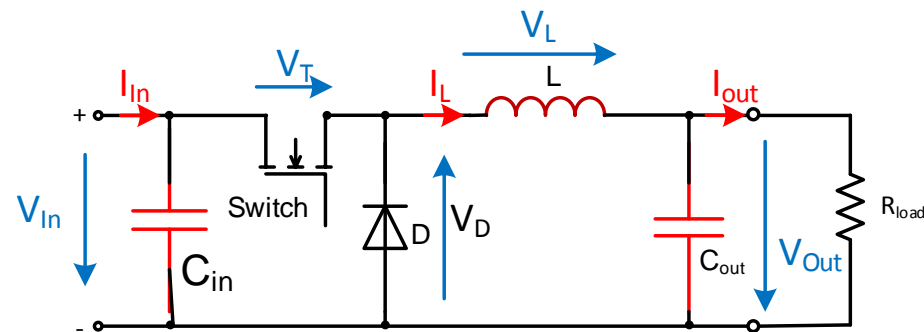 V_L
V_T
L
I_In
I_L
I_out
+
V_In
Switch
D
V_D
R_load
C_in
C_out
V_Out
-